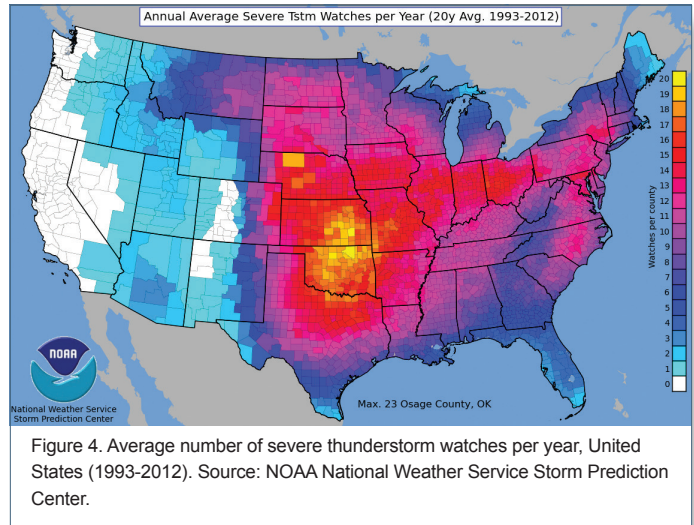 Annual Average Severe Tstm Watches per Year (20y Avg. 1993-2012)
20
19
18
17
16
15
14
13
12
11
10
9
8
7
6
5
4
3
2
1
0
Watches per county
NOAA
National Weather Service
Storm Prediction Center
Max. 23 Osage County, OK
Figure 4. Average number of severe thunderstorm watches per year, United
States (1993-2012). Source: NOAA National Weather Service Storm Prediction
Center.